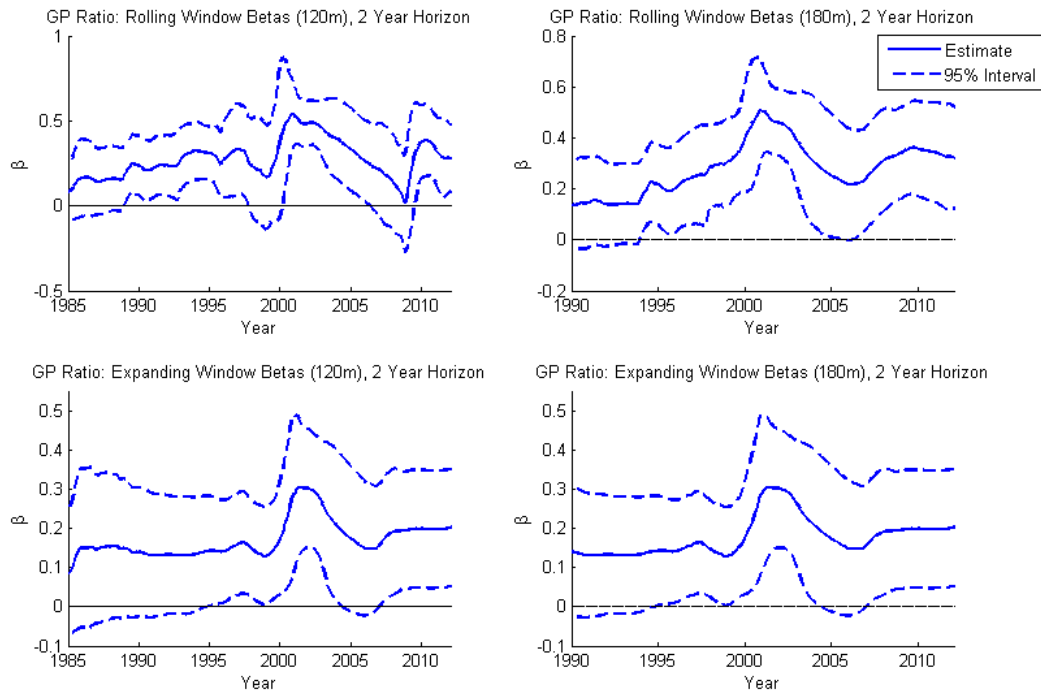 GP Ratio: Rolling Window Betas (120m), 2 Year Horizon
1
0.5
0
-0.5
β
1985 1990 1995 2000 2005 2010
Year
GP Ratio: Rolling Window Betas (180m), 2 Year Horizon
Estimate
95% Interval
0.8
0.6
0.4
0.2
0
-0.2
β
1990 1995 2000 2005 2010
Year
GP Ratio: Expanding Window Betas (120m), 2 Year Horizon
0.5
0.4
0.3
0.2
0.1
0
-0.1
β
1985 1990 1995 2000 2005 2010
Year
GP Ratio: Expanding Window Betas (180m), 2 Year Horizon
0.5
0.4
0.3
0.2
0.1
0
-0.1
β
1990 1995 2000 2005 2010
Year